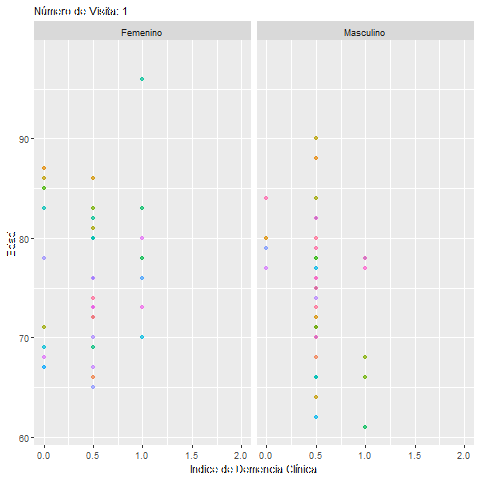 Número de Visita: 1
Femenino Masculino
90
80
70
60
Edad
0.0 0.5 1.0 1.5 2.0 0.0 0.5 1.0 1.5 2.0
Indice de Demencia Clínica